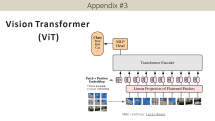 Appendix #3
Vision Transformer
(ViT)
Class
Bird
Ball
Car
...
MLP
Head
Transformer Encoder
Patch + Position
Embedding
* Extra learnable
[class] embedding
Linear Projection of Flattened Patches